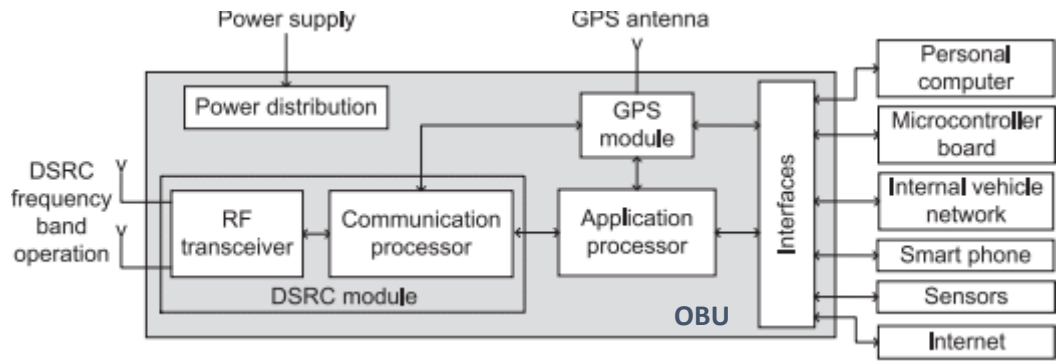 Power supply
GPS antenna
Power distribution
GPS
module
DSRC
frequency
band
operation
RF
transceiver
Communication
processor
DSRC module
Application
processor
OBU
Interfaces
Personal
computer
Microcontroller
board
Internal vehicle
network
Smart phone
Sensors
Internet